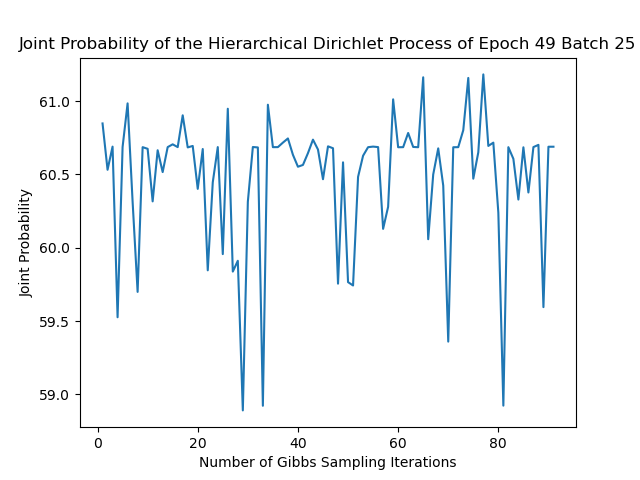 Joint Probability of the Hierarchical Dirichlet Process of Epoch 49 Batch 25
61.0
60.5
60.0
59.5
59.0
Joint Probability
0 20 40 60 80
Number of Gibbs Sampling Iterations